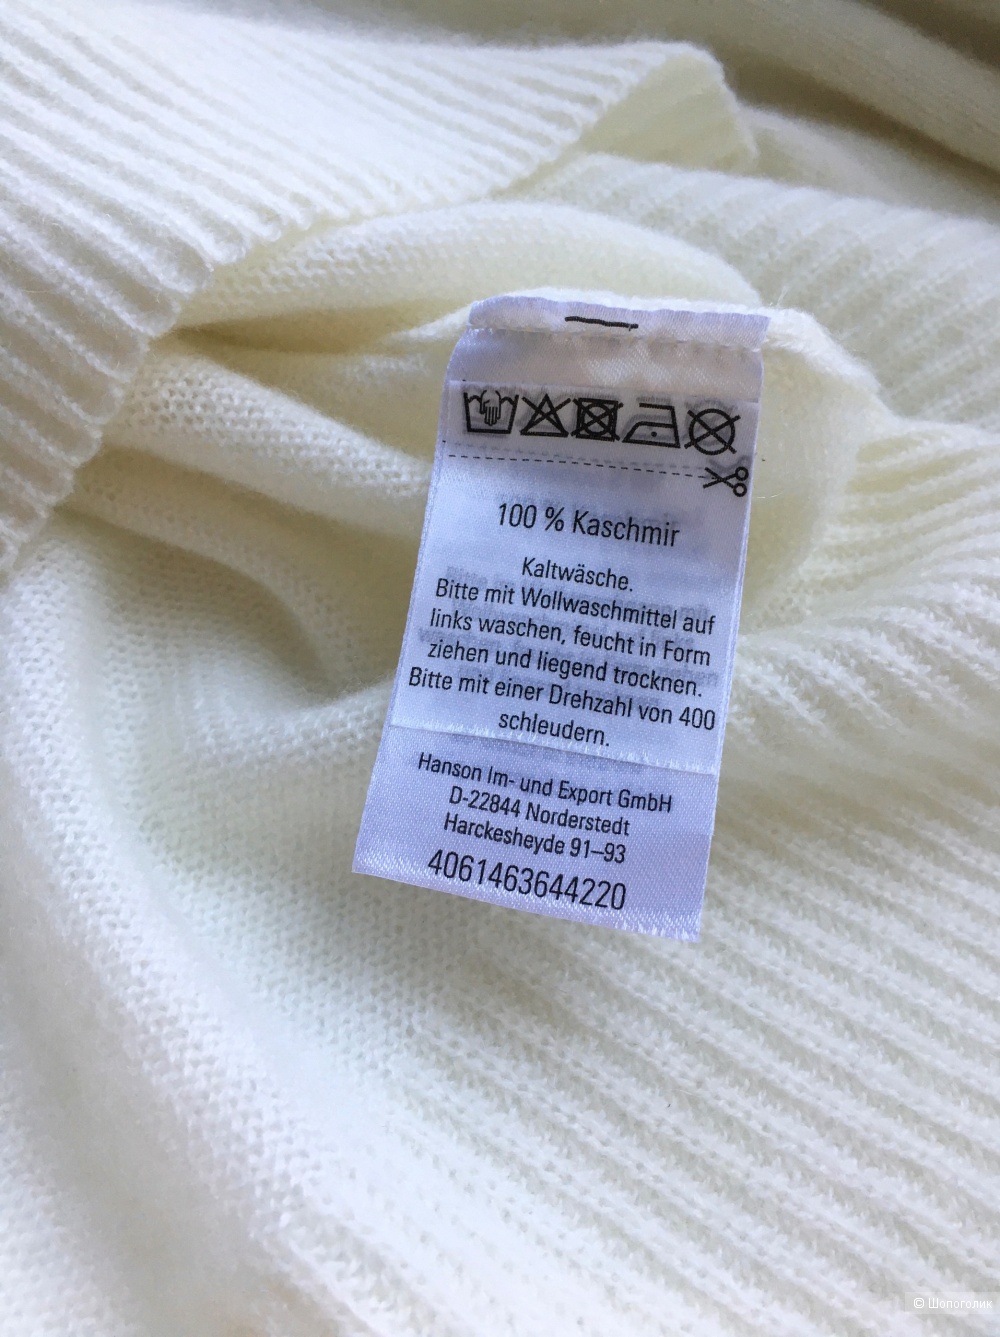 100 % Kaschmir
Kaltwäsche.
Bitte mit Wollwaschmittel auf
links waschen, feucht in Form
ziehen und liegend trocknen.
Bitte mit einer Drehzahl von 400
schleudern.
Hanson Im- und Export GmbH
D-22844 Norderstedt
Harckesheyde 91–93
4061463644220
© Шопоголик